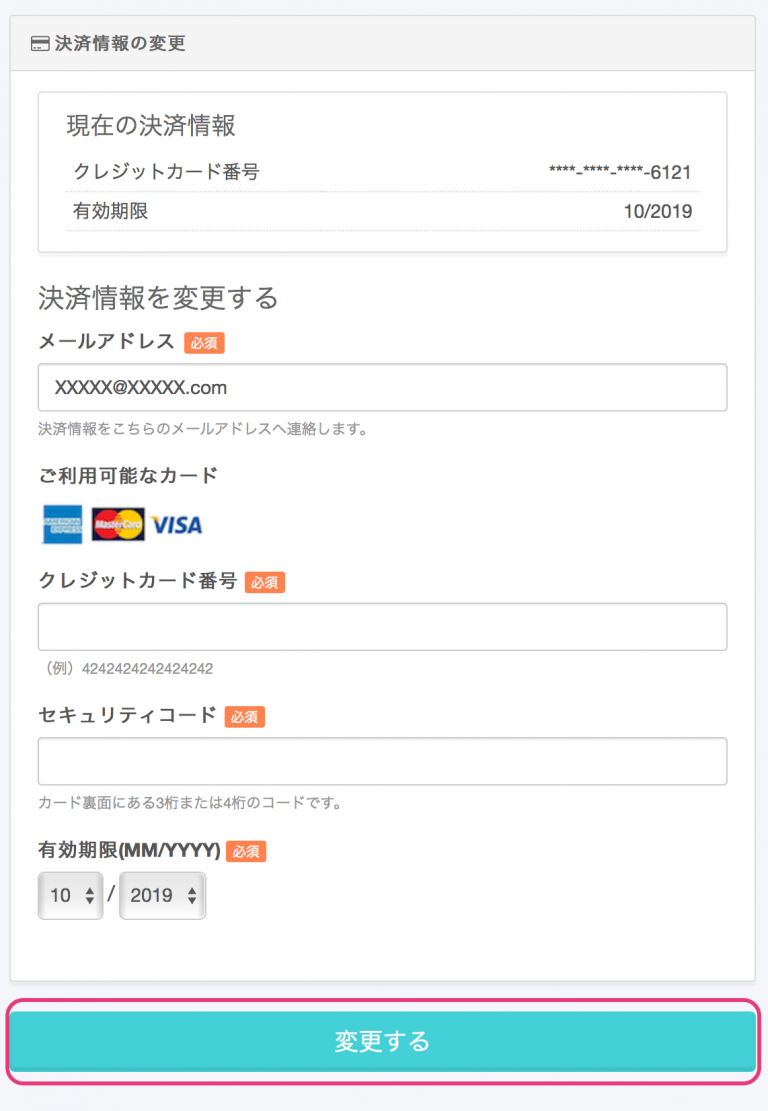 決済情報の変更
現在の決済情報
クレジットカード番号 ****-****-****-6121
有効期限 10/2019
決済情報を変更する
メールアドレス 必須
XXXXX@XXXXX.com
決済情報をこちらのメールアドレスへ連絡します。
ご利用可能なカード
AMERICAN EXPRESS MasterCard VISA
クレジットカード番号 必須
（例）4242424242424242
セキュリティコード 必須
カード裏面にある3桁または4桁のコードです。
有効期限(MM/YYYY) 必須
10 / 2019
変更する